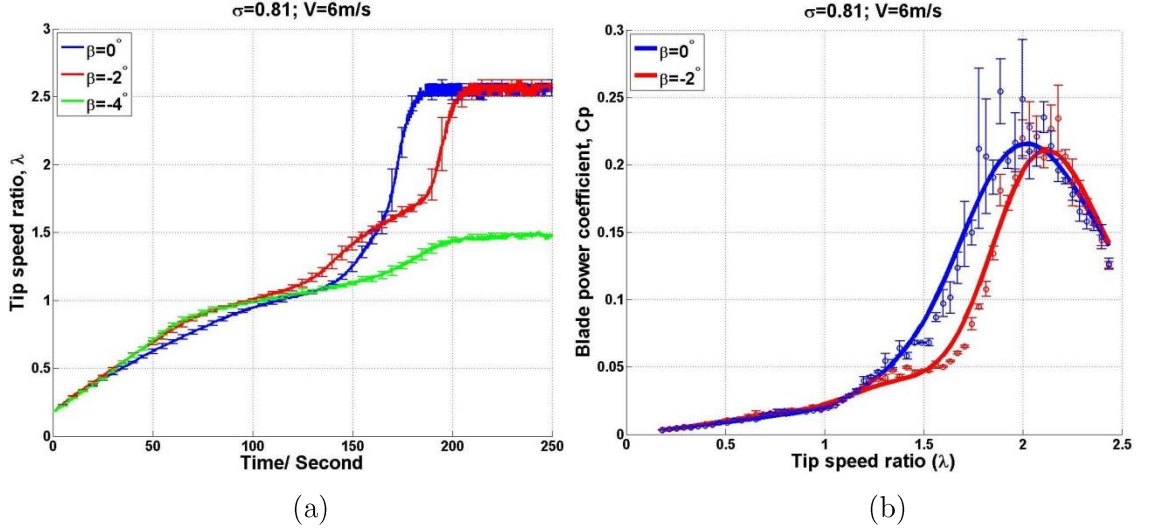 σ=0.81; V=6m/s
3
2.5
2
1.5
1
0.5
0
Tip speed ratio, λ
β=0°
β=-2°
β=-4°
0 50 100 150 200 250
Time/ Second
(a)
σ=0.81; V=6m/s
0.3
0.25
0.2
0.15
0.1
0.05
0
Blade power coefficient, Cp
β=0°
β=-2°
0 0.5 1 1.5 2 2.5
Tip speed ratio (λ)
(b)